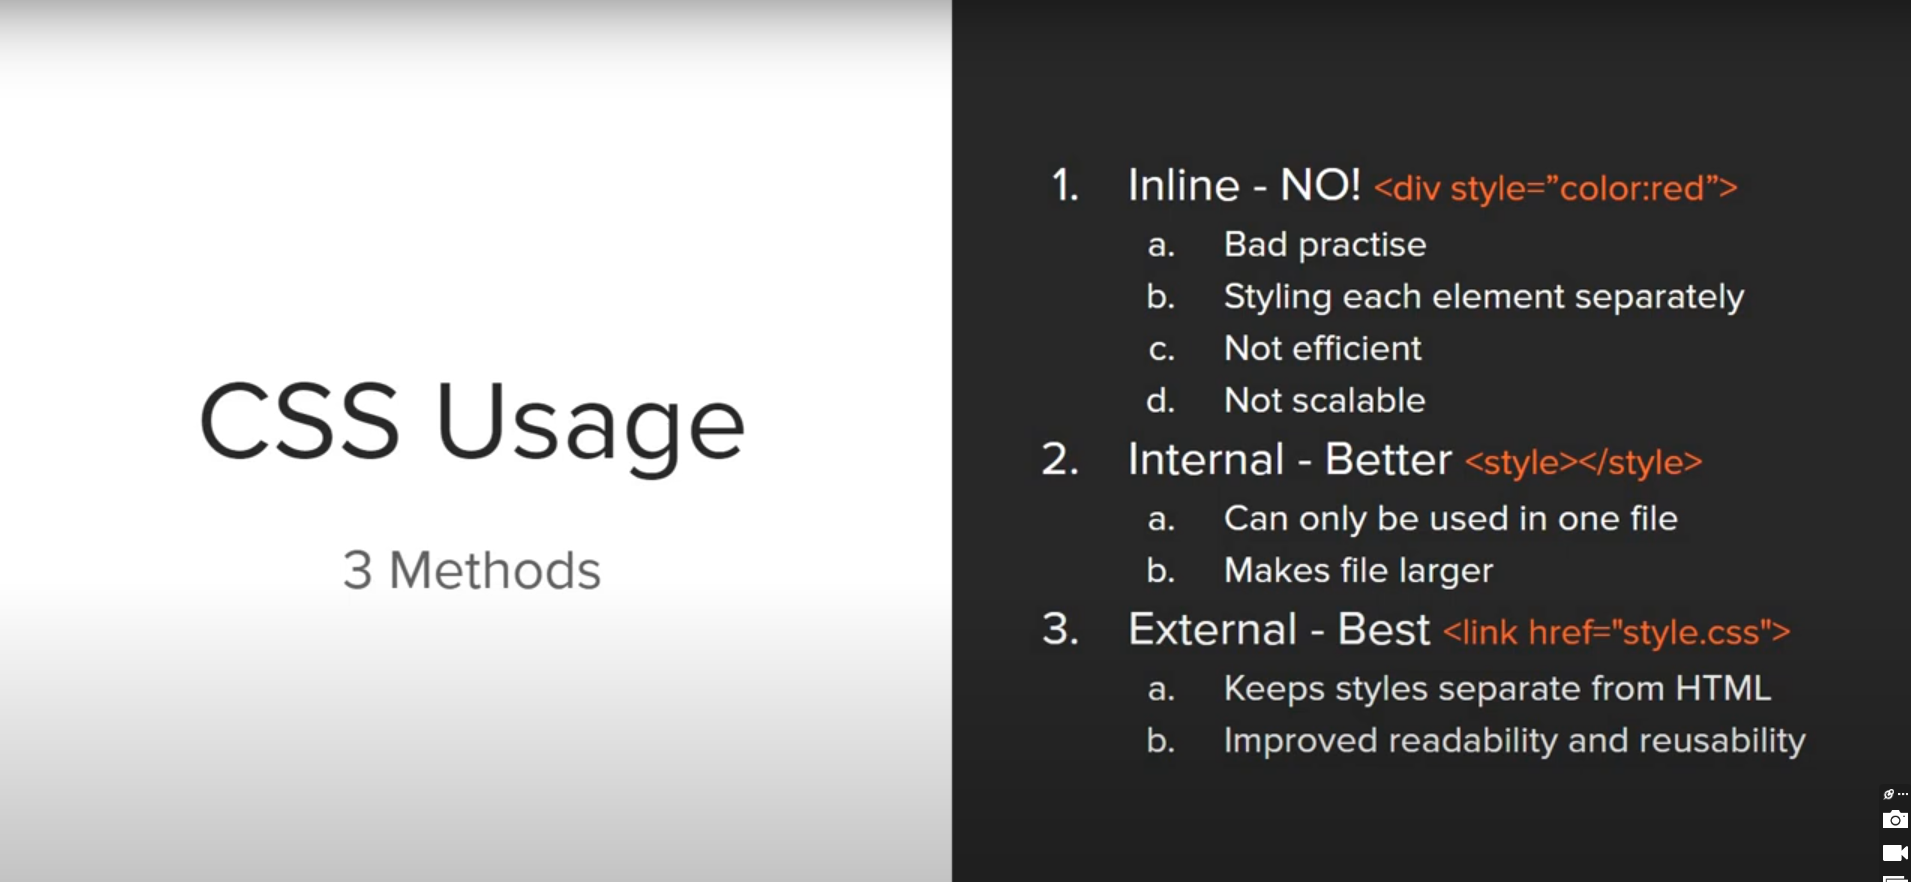 CSS Usage
3 Methods
1. Inline - NO! <div style=”color:red”>
a. Bad practise
b. Styling each element separately
c. Not efficient
d. Not scalable
2. Internal - Better <style></style>
a. Can only be used in one file
b. Makes file larger
3. External - Best <link href="style.css">
a. Keeps styles separate from HTML
b. Improved readability and reusability